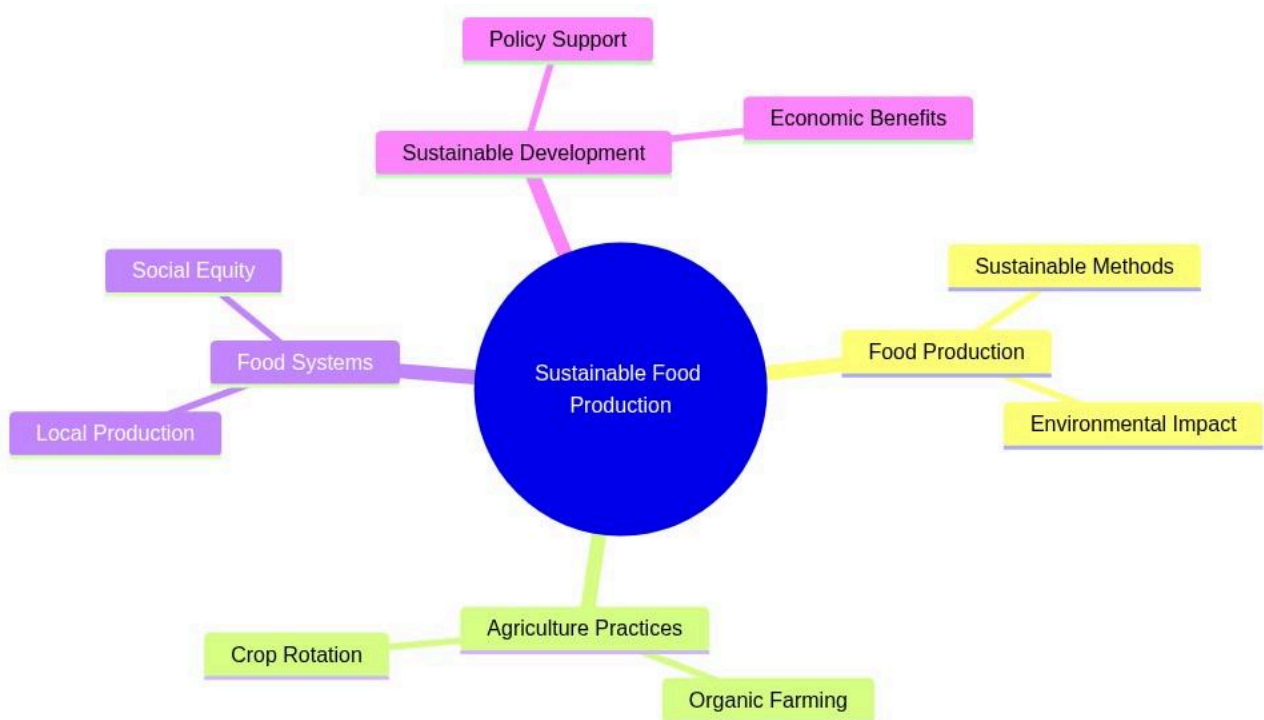 Policy Support
Economic Benefits
Sustainable Development
Social Equity
Sustainable Methods
Food Systems
Food Production
Sustainable Food
Production
Local Production
Environmental Impact
Agriculture Practices
Crop Rotation
Organic Farming